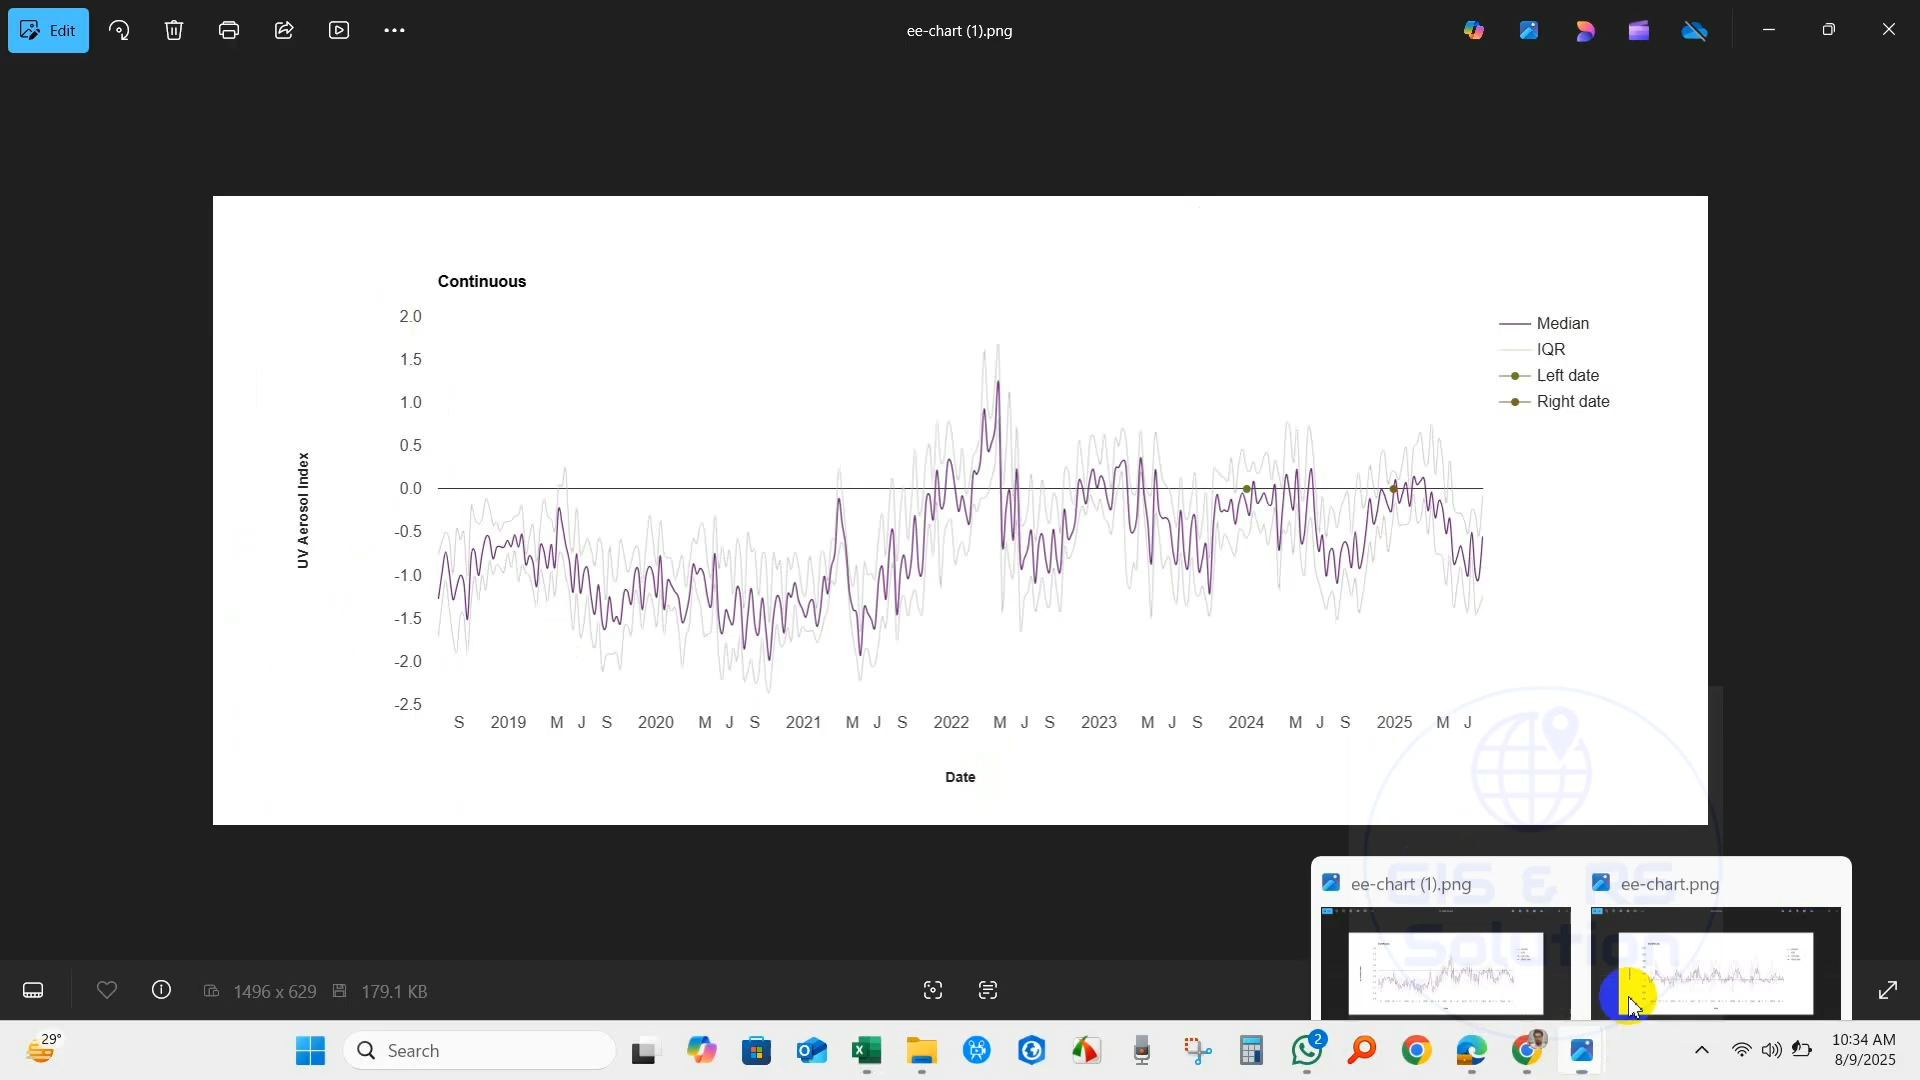 Edit
ee-chart (1).png
Continuous
2.0
1.5
1.0
0.5
0.0
-0.5
-1.0
-1.5
-2.0
-2.5
UV Aerosol Index
Median
IQR
Left date
Right date
S 2019 M J S 2020 M J S 2021 M J S 2022 M J S 2023 M J S 2024 M J S 2025 M J
Date
ee-chart (1).png
ee-chart.png
GIS & RS
Solution
1496 x 629
179.1 KB
29°
Search
2
10:34 AM
8/9/2025